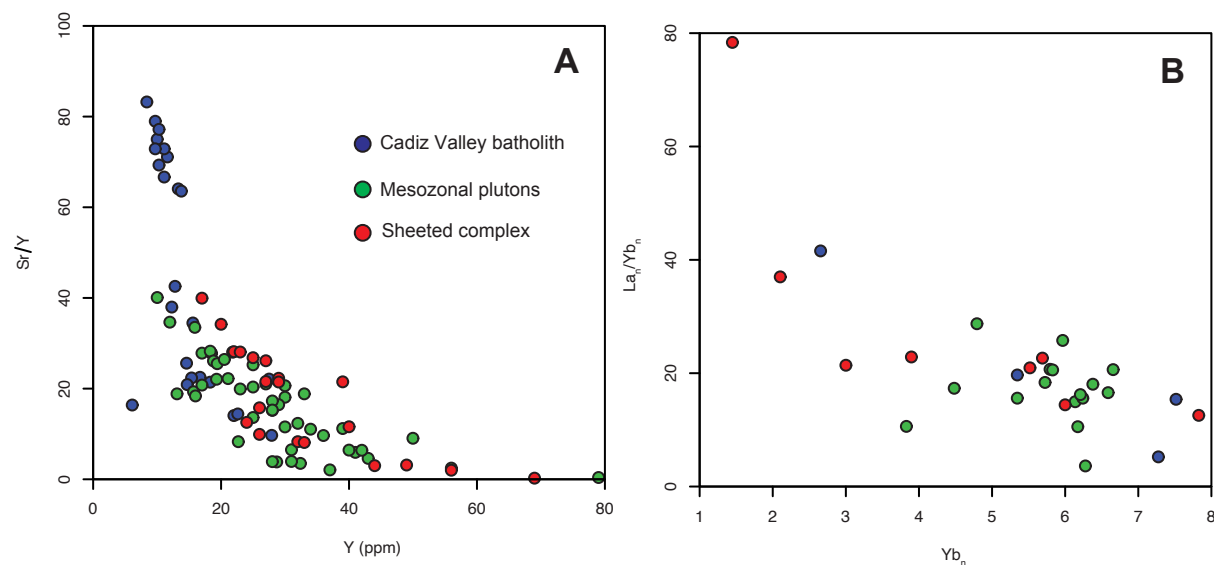 A
100
80
60
40
20
0
Sr/Y
Cadiz Valley batholith
Mesozonal plutons
Sheeted complex
0 20 40 60 80
Y (ppm)
B
80
60
40
20
0
Laₙ/Ybₙ
1 2 3 4 5 6 7 8
Ybₙ